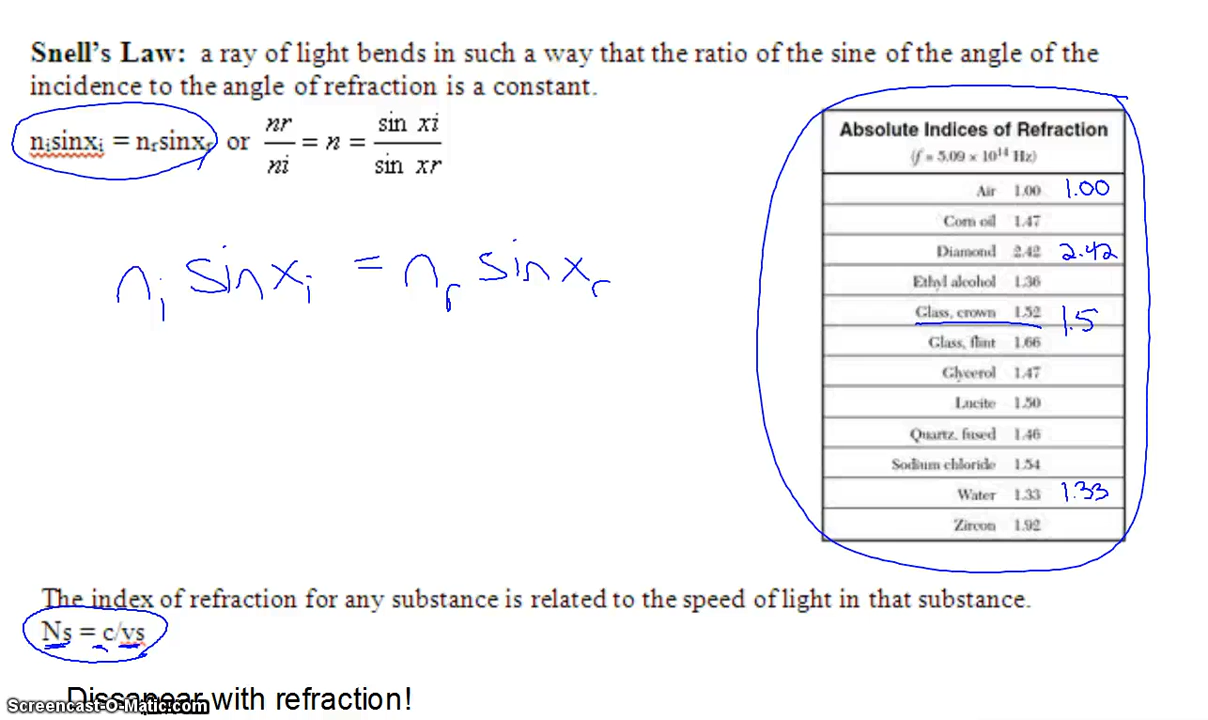 Snell's Law: a ray of light bends in such a way that the ratio of the sine of the angle of the
incidence to the angle of refraction is a constant.
nᵢsinxᵢ = nᵣsinxᵣ or nr/ni = n = sin xi/sin xr
nᵢ sinxᵢ = nᵣ sinxᵣ
Absolute Indices of Refraction
(f = 5.09 × 10¹⁴ Hz)
Air 1.00 1.00
Corn oil 1.47
Diamond 2.42 2.42
Ethyl alcohol 1.36
Glass, crown 1.52 1.5
Glass, flint 1.66
Glycerol 1.47
Lucite 1.50
Quartz, fused 1.46
Sodium chloride 1.54
Water 1.33 1.33
Zircon 1.92
The index of refraction for any substance is related to the speed of light in that substance.
Ns = c/vs
with refraction!
Screencast-O-Matic.com